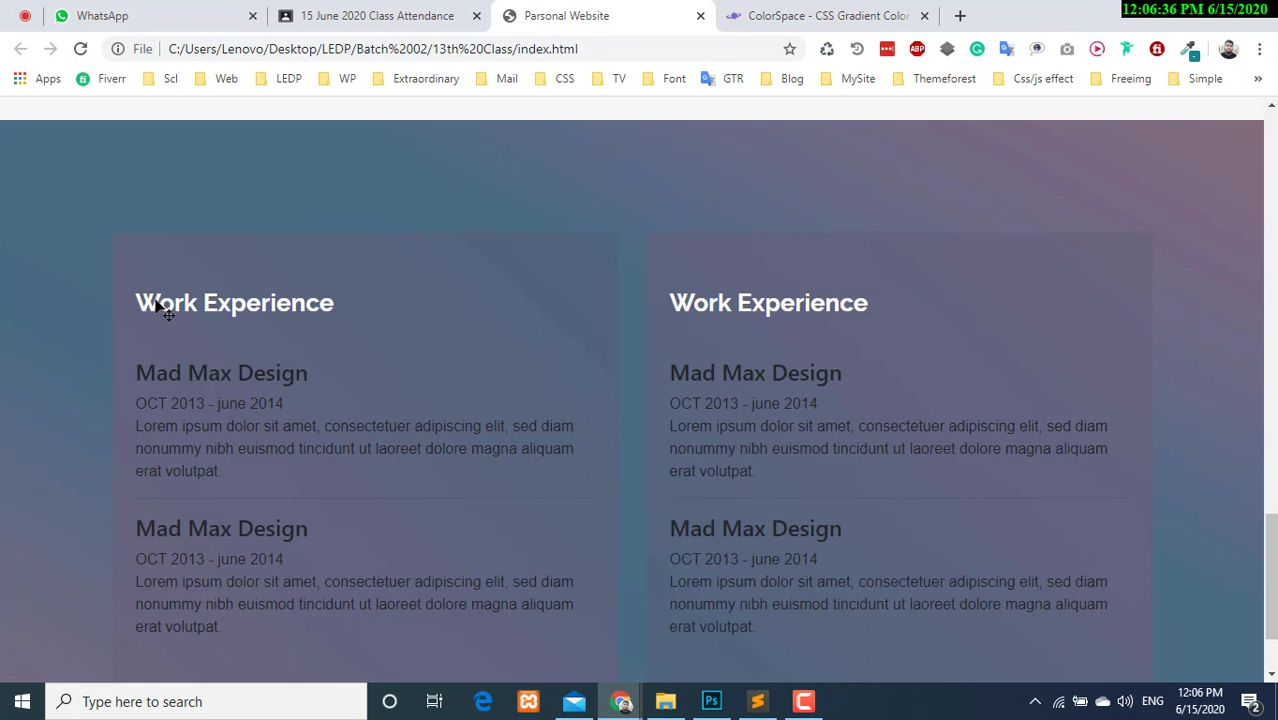 12:06:36 PM 6/15/2020
WhatsApp
15 June 2020 Class Attendance
Personal Website
ColorSpace - CSS Gradient Color
File
C:/Users/Lenovo/Desktop/LEDP/Batch%2002/13th%20Class/index.html
Apps
Fiverr
Scl
Web
LEDP
WP
Extraordinary
Mail
CSS
TV
Font
GTR
Blog
MySite
Themeforest
Css/js effect
Freeimg
Simple
Work Experience
Mad Max Design
OCT 2013 - june 2014
Lorem ipsum dolor sit amet, consectetuer adipiscing elit, sed diam
nonummy nibh euismod tincidunt ut laoreet dolore magna aliquam
erat volutpat.
Mad Max Design
OCT 2013 - june 2014
Lorem ipsum dolor sit amet, consectetuer adipiscing elit, sed diam
nonummy nibh euismod tincidunt ut laoreet dolore magna aliquam
erat volutpat.
Work Experience
Mad Max Design
OCT 2013 - june 2014
Lorem ipsum dolor sit amet, consectetuer adipiscing elit, sed diam
nonummy nibh euismod tincidunt ut laoreet dolore magna aliquam
erat volutpat.
Mad Max Design
OCT 2013 - june 2014
Lorem ipsum dolor sit amet, consectetuer adipiscing elit, sed diam
nonummy nibh euismod tincidunt ut laoreet dolore magna aliquam
erat volutpat.
Type here to search
ENG
12:06 PM
6/15/2020